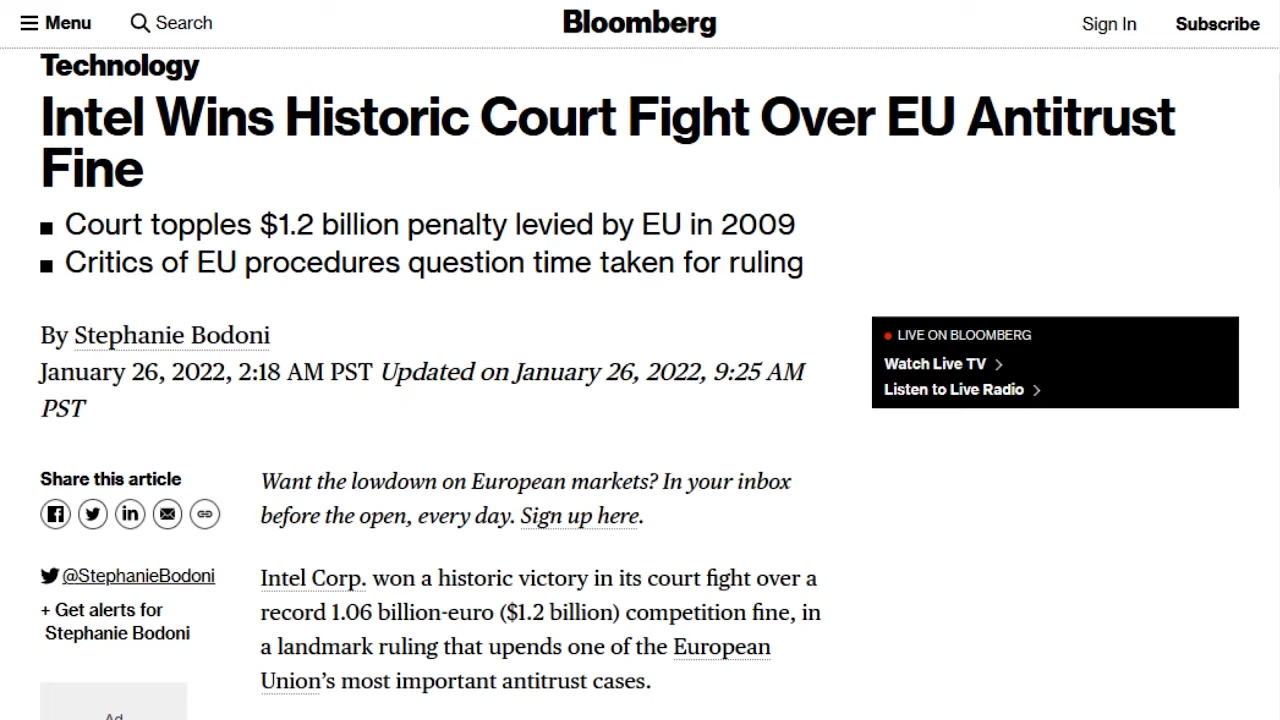 Menu
Search
Bloomberg
Sign In
Subscribe
Technology
Intel Wins Historic Court Fight Over EU Antitrust
Fine
Court topples $1.2 billion penalty levied by EU in 2009
Critics of EU procedures question time taken for ruling
By Stephanie Bodoni
January 26, 2022, 2:18 AM PST Updated on January 26, 2022, 9:25 AM
PST
LIVE ON BLOOMBERG
Watch Live TV
Listen to Live Radio
Share this article
@StephanieBodoni
+ Get alerts for
Stephanie Bodoni
Ad
Want the lowdown on European markets? In your inbox
before the open, every day. Sign up here.
Intel Corp. won a historic victory in its court fight over a
record 1.06 billion-euro ($1.2 billion) competition fine, in
a landmark ruling that upends one of the European
Union’s most important antitrust cases.